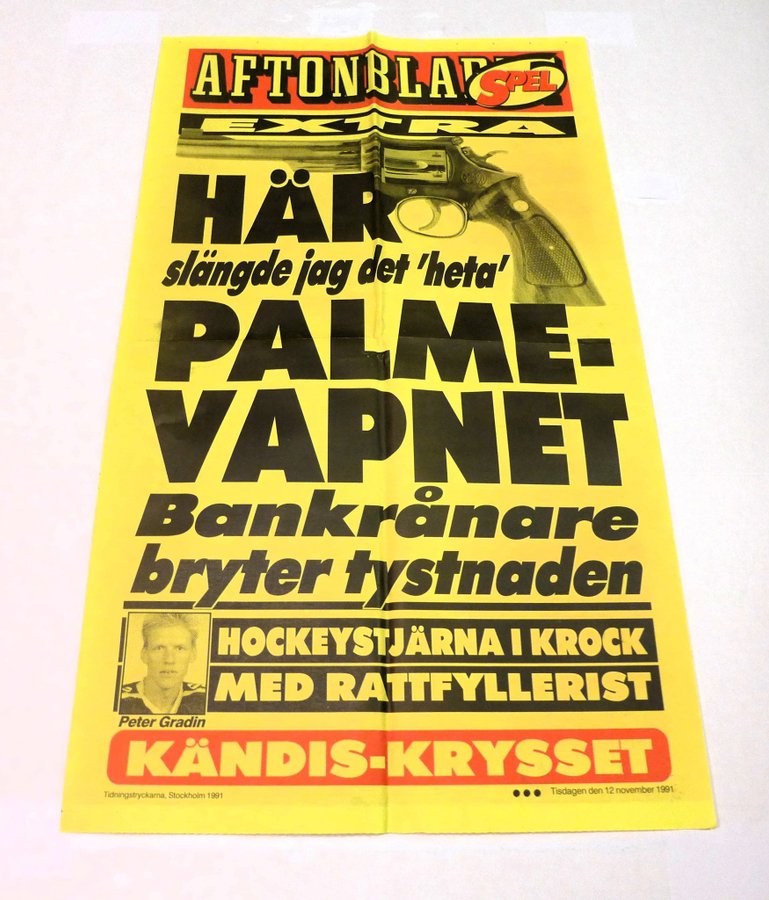 AFTONBLADET
SPEL
EXTRA
HÄR
slängde jag det 'heta'
PALME-
VAPNET
Bankrånare
bryter tystnaden
HOCKEYSTJÄRNA I KROCK
MED RATTFYLLERIST
Peter Gradin
KÄNDIS-KRYSSET
Tidningstryckarna, Stockholm 1991
Tisdagen den 12 november 1991